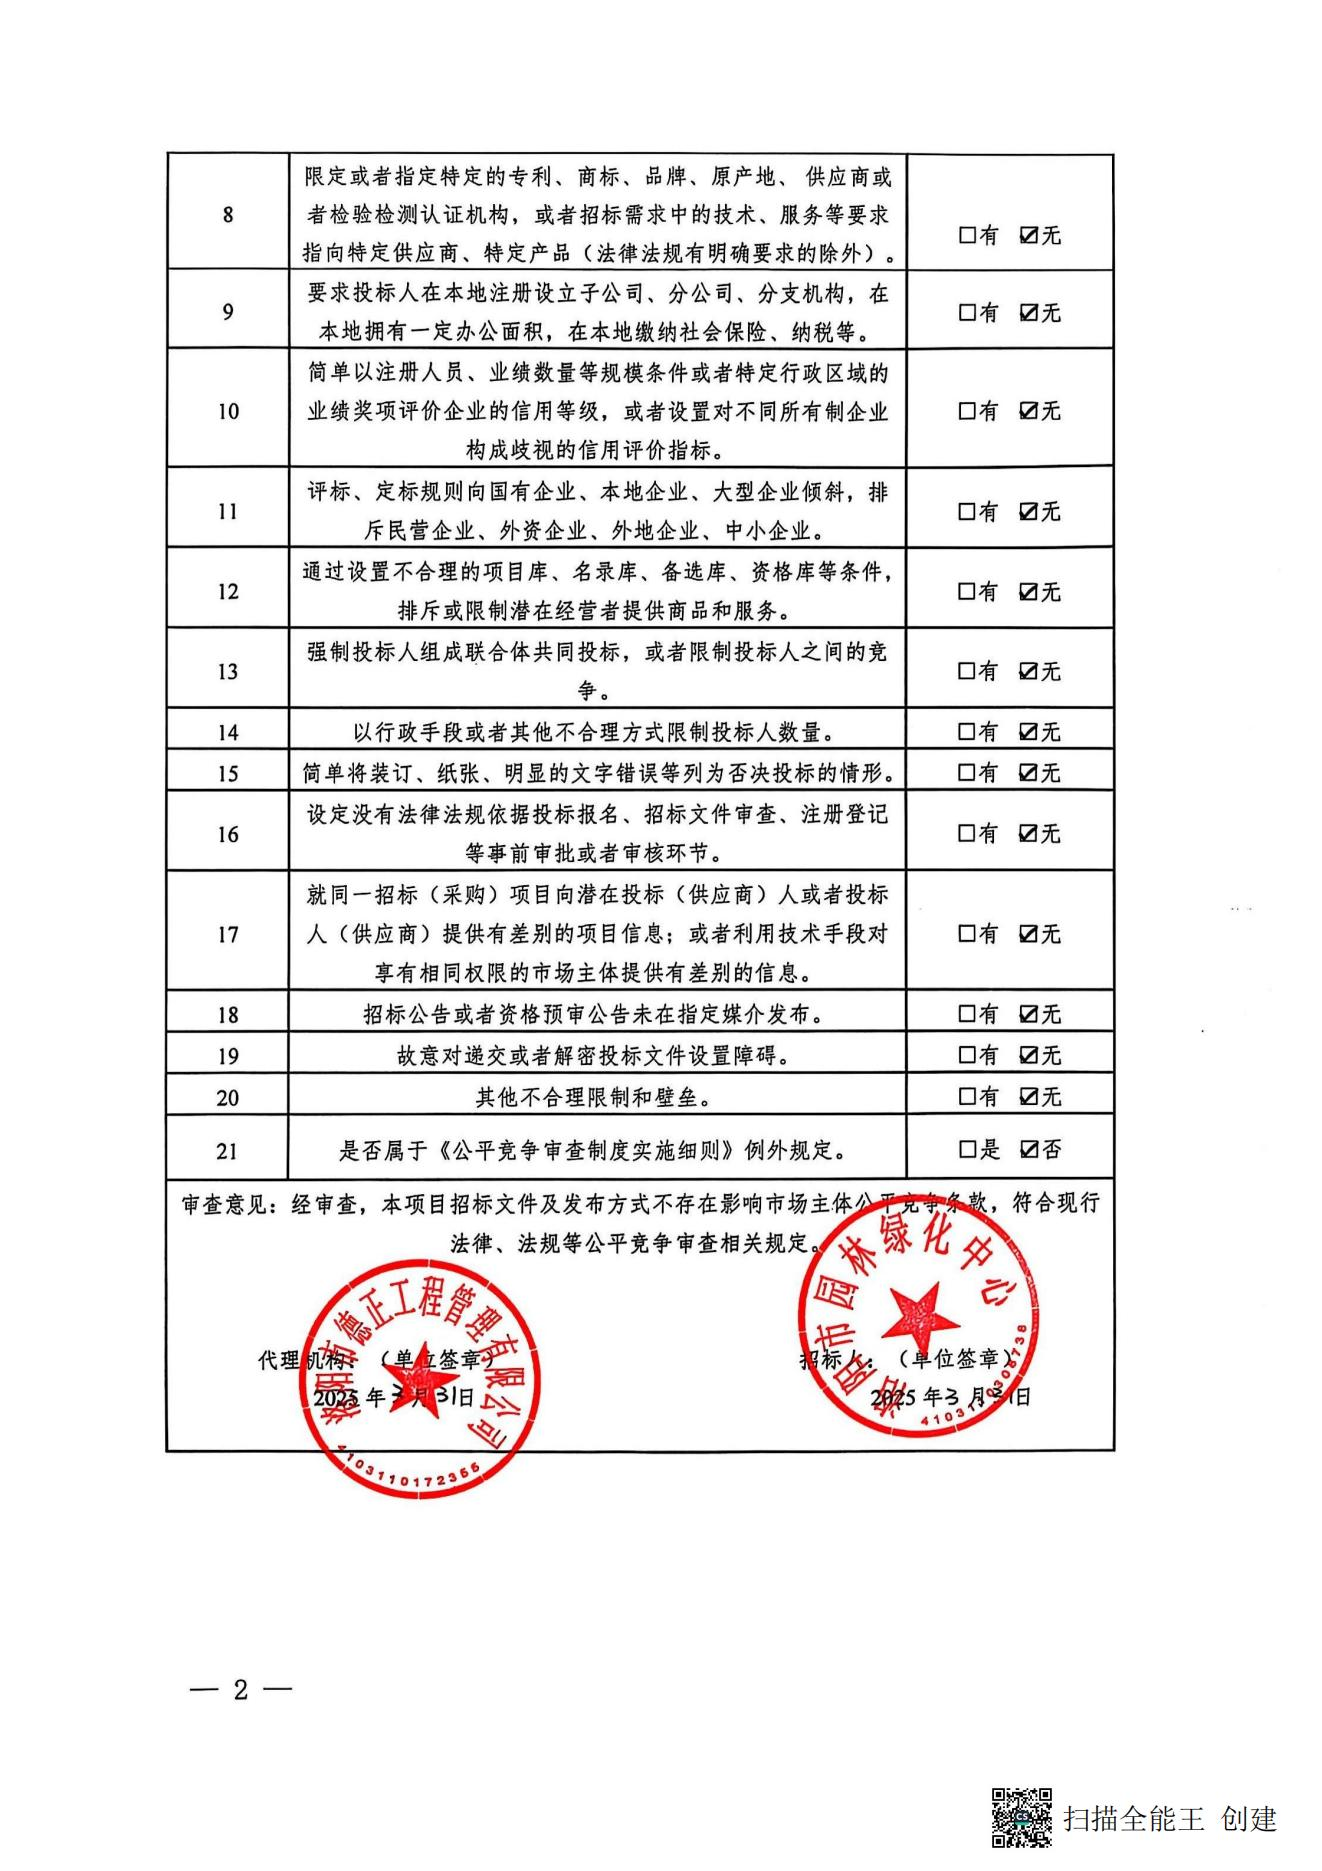 8
限定或者指定特定的专利、商标、品牌、原产地、 供应商或
者检验检测认证机构，或者招标需求中的技术、服务等要求
指向特定供应商、特定产品（法律法规有明确要求的除外）。
□有 ☑无
9
要求投标人在本地注册设立子公司、分公司、分支机构，在
本地拥有一定办公面积，在本地缴纳社会保险、纳税等。
□有 ☑无
10
简单以注册人员、业绩数量等规模条件或者特定行政区域的
业绩奖项评价企业的信用等级，或者设置对不同所有制企业
构成歧视的信用评价指标。
□有 ☑无
11
评标、定标规则向国有企业、本地企业、大型企业倾斜，排
斥民营企业、外资企业、外地企业、中小企业。
□有 ☑无
12
通过设置不合理的项目库、名录库、备选库、资格库等条件，
排斥或限制潜在经营者提供商品和服务。
□有 ☑无
13
强制投标人组成联合体共同投标，或者限制投标人之间的竞
争。
□有 ☑无
14
以行政手段或者其他不合理方式限制投标人数量。
□有 ☑无
15
简单将装订、纸张、明显的文字错误等列为否决投标的情形。
□有 ☑无
16
设定没有法律法规依据投标报名、招标文件审查、注册登记
等事前审批或者审核环节。
□有 ☑无
17
就同一招标（采购）项目向潜在投标（供应商）人或者投标
人（供应商）提供有差别的项目信息；或者利用技术手段对
享有相同权限的市场主体提供有差别的信息。
□有 ☑无
18
招标公告或者资格预审公告未在指定媒介发布。
□有 ☑无
19
故意对递交或者解密投标文件设置障碍。
□有 ☑无
20
其他不合理限制和壁垒。
□有 ☑无
21
是否属于《公平竞争审查制度实施细则》例外规定。
□是 ☑否
审查意见：经审查，本项目招标文件及发布方式不存在影响市场主体公平竞争条款，符合现行
法律、法规等公平竞争审查相关规定。
代理机构：（单位签章）
2025 年 3 月 31 日
洛阳市德正工程管理有限公司
4103110172355
招标人：（单位签章）
2025 年 3 月 31 日
洛阳市园林绿化中心
— 2 —
扫描全能王 创建